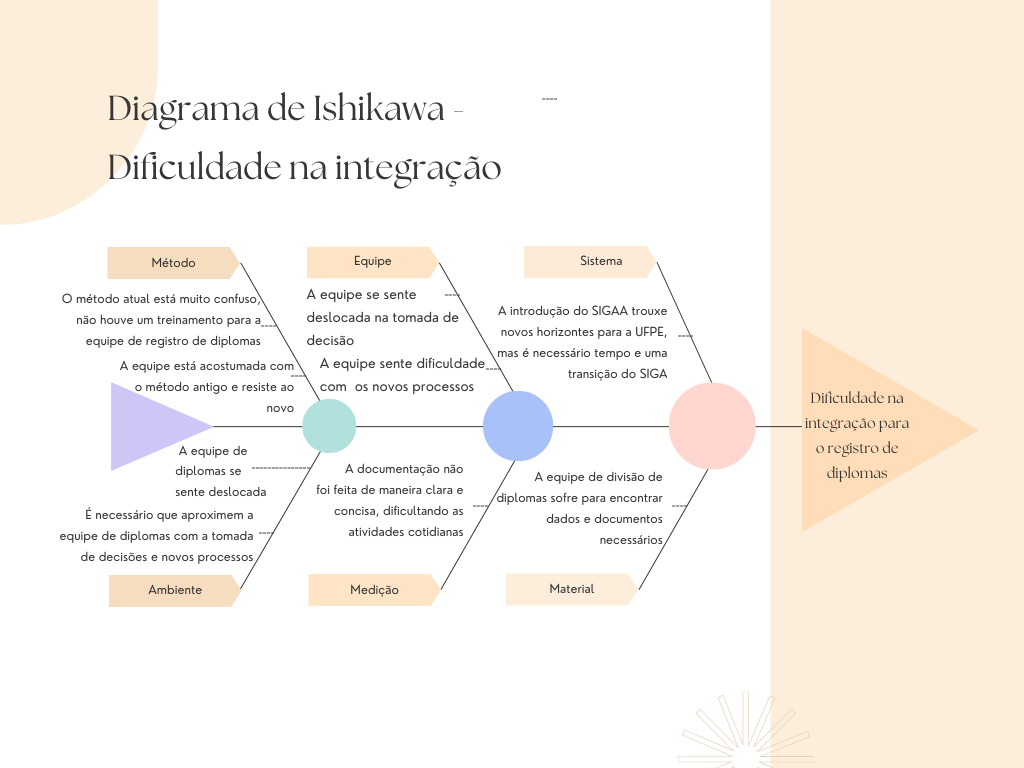 Diagrama de Ishikawa -
Dificuldade na integração
Método
O método atual está muito confuso,
não houve um treinamento para a
equipe de registro de diplomas
A equipe está acostumada com
o método antigo e resiste ao
novo
Equipe
A equipe se sente
deslocada na tomada de
decisão
A equipe sente dificuldade
com os novos processos
Sistema
A introdução do SIGAA trouxe
novos horizontes para a UFPE,
mas é necessário tempo e uma
transição do SIGA
Dificuldade na
integração para
o registro de
diplomas
A equipe de
diplomas se
sente deslocada
É necessário que aproximem a
equipe de diplomas com a tomada
de decisões e novos processos
Ambiente
A documentação não
foi feita de maneira clara e
concisa, dificultando as
atividades cotidianas
Medição
A equipe de divisão de
diplomas sofre para encontrar
dados e documentos
necessários
Material